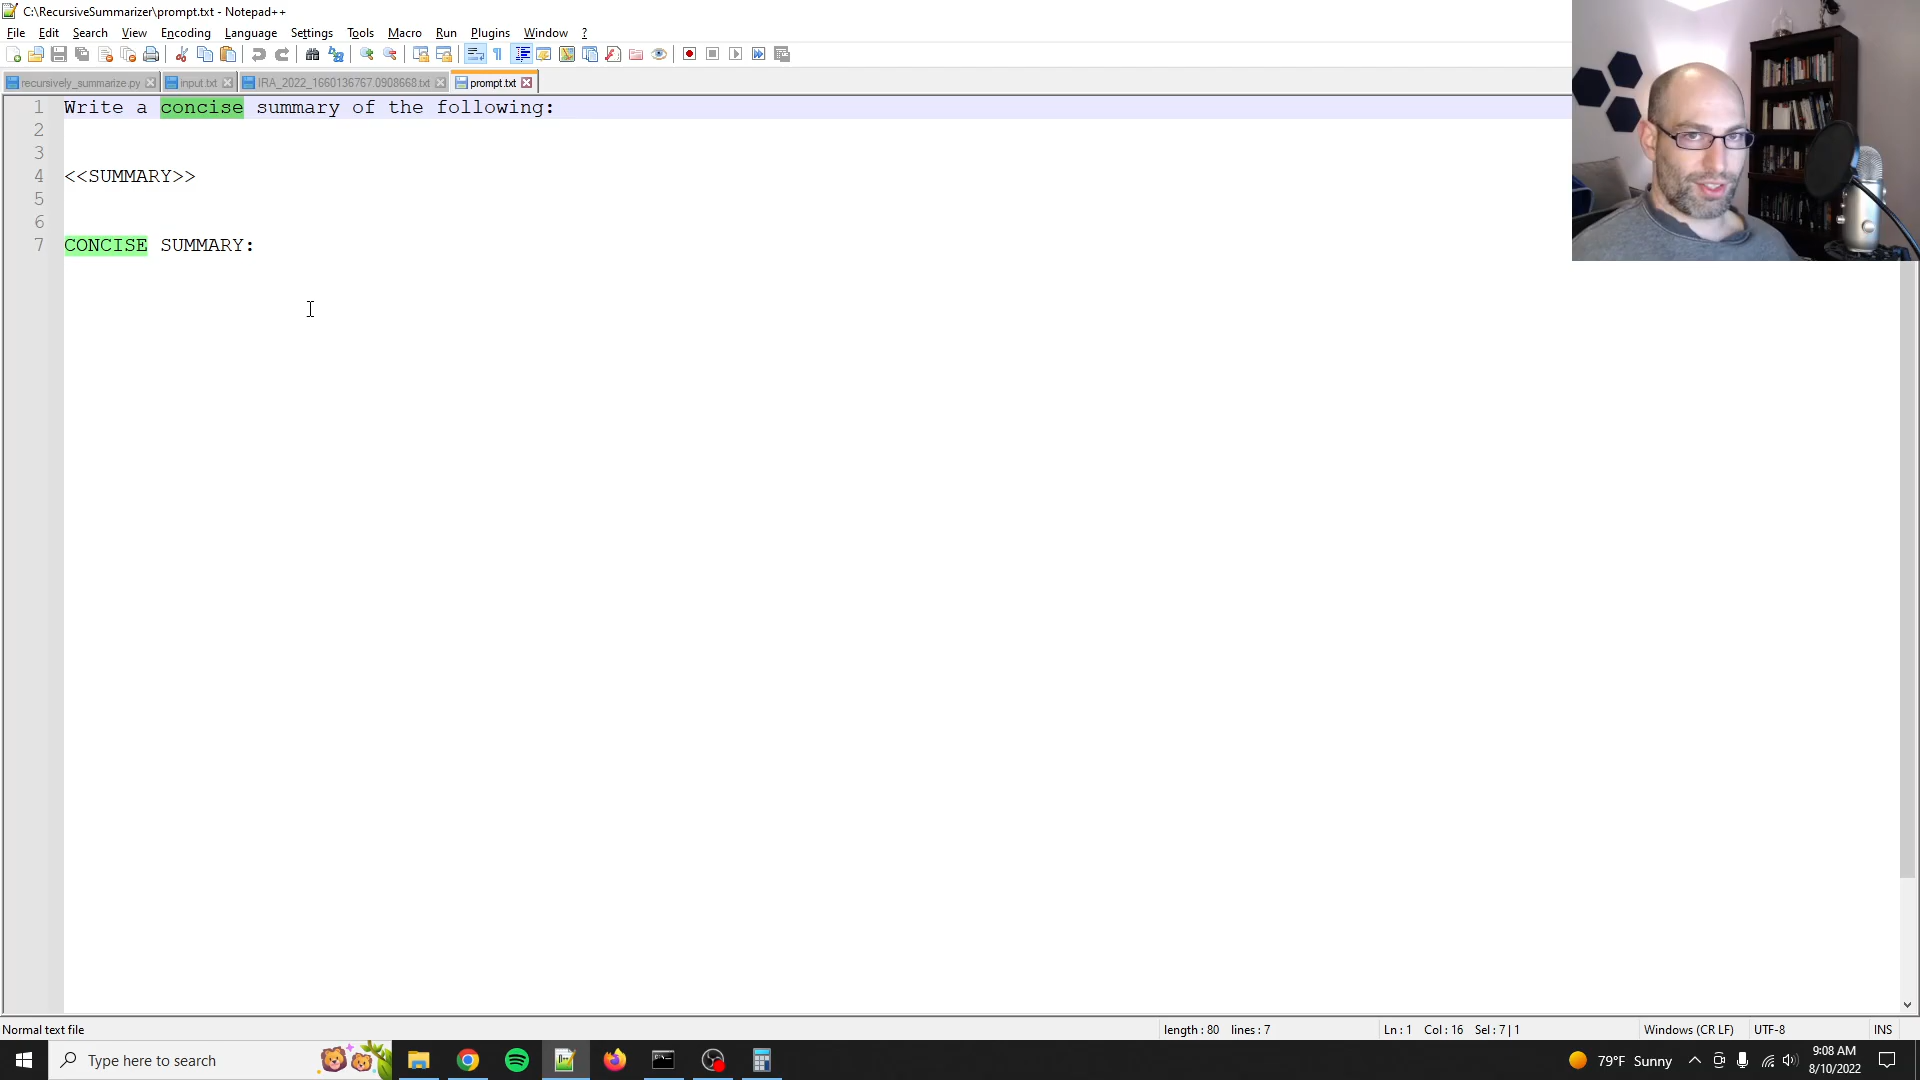 C:\RecursiveSummarizer\prompt.txt - Notepad++
File Edit Search View Encoding Language Settings Tools Macro Run Plugins Window ?
recursively_summarize.py input.txt IRA_2022_1660136767.0908668.txt prompt.txt
1 Write a concise summary of the following:
2
3
4 <<SUMMARY>>
5
6
7 CONCISE SUMMARY:
Normal text file length : 80 lines : 7 Ln : 1 Col : 16 Sel : 7 | 1 Windows (CR LF) UTF-8 INS
Type here to search 79°F Sunny 9:08 AM
8/10/2022